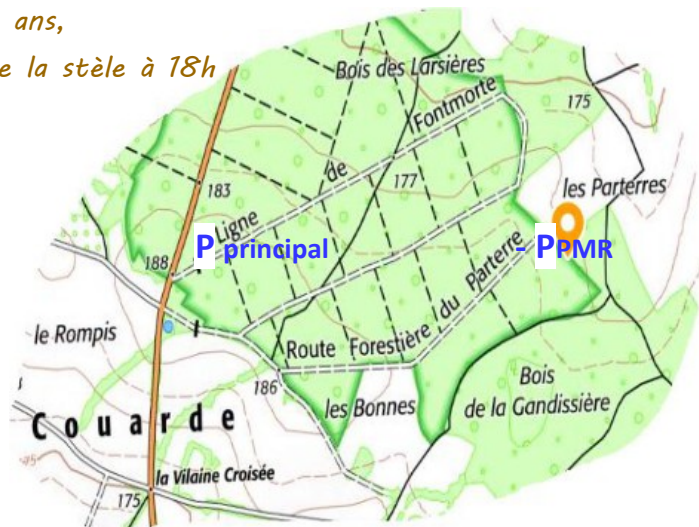 ans,
e la stèle à 18h
Bois des Larsières
Ligne de Fontmorte
175
183
177
les Parterres
P principal
- PPMR
188
le Rompis
Route Forestière du Parterre
186
Bois
de la Gandissière
les Bonnes
Couarde
la Vilaine Croisée
175